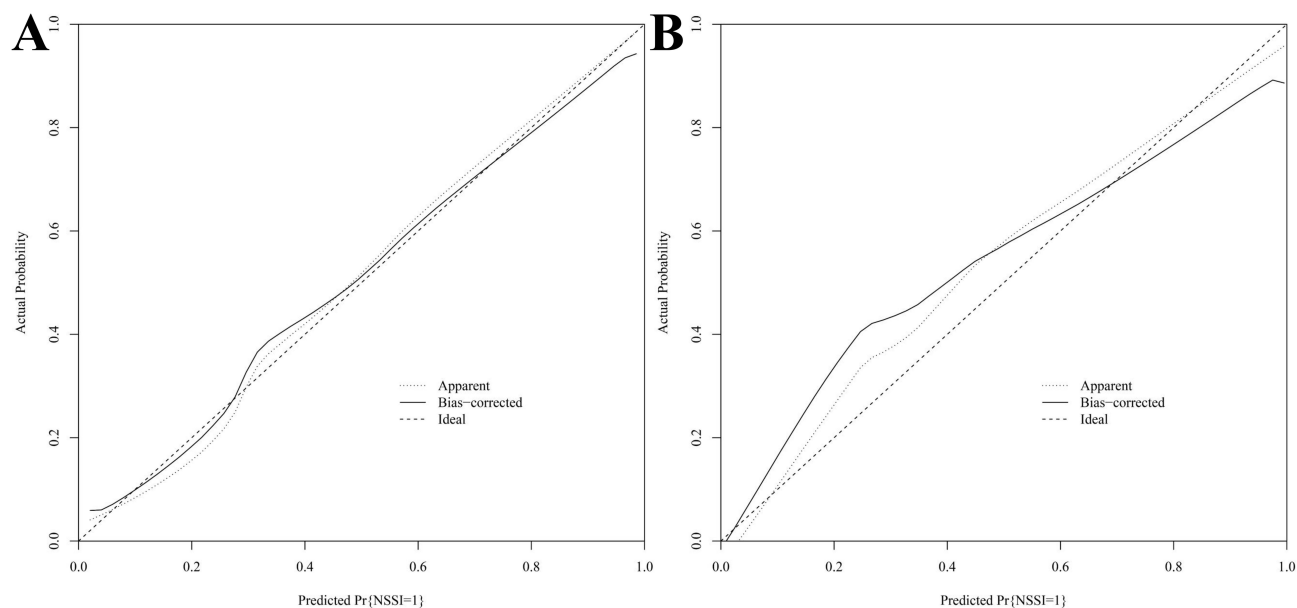 A
Actual Probability
1.0
0.8
0.6
0.4
0.2
0.0
Apparent
Bias−corrected
Ideal
0.0 0.2 0.4 0.6 0.8 1.0
Predicted Pr{NSSI=1}
B
Actual Probability
1.0
0.8
0.6
0.4
0.2
0.0
Apparent
Bias−corrected
Ideal
0.0 0.2 0.4 0.6 0.8 1.0
Predicted Pr{NSSI=1}